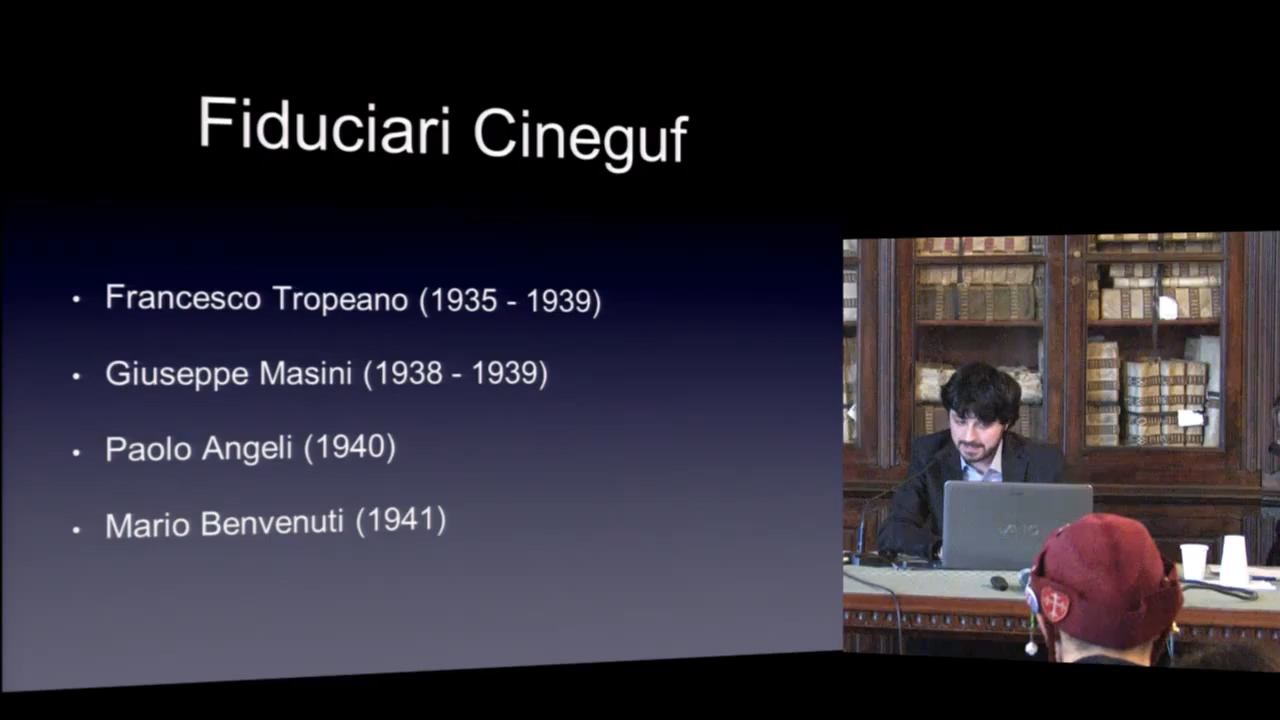 Fiduciari Cineguf
• Francesco Tropeano (1935 - 1939)
• Giuseppe Masini (1938 - 1939)
• Paolo Angeli (1940)
• Mario Benvenuti (1941)
VAIO